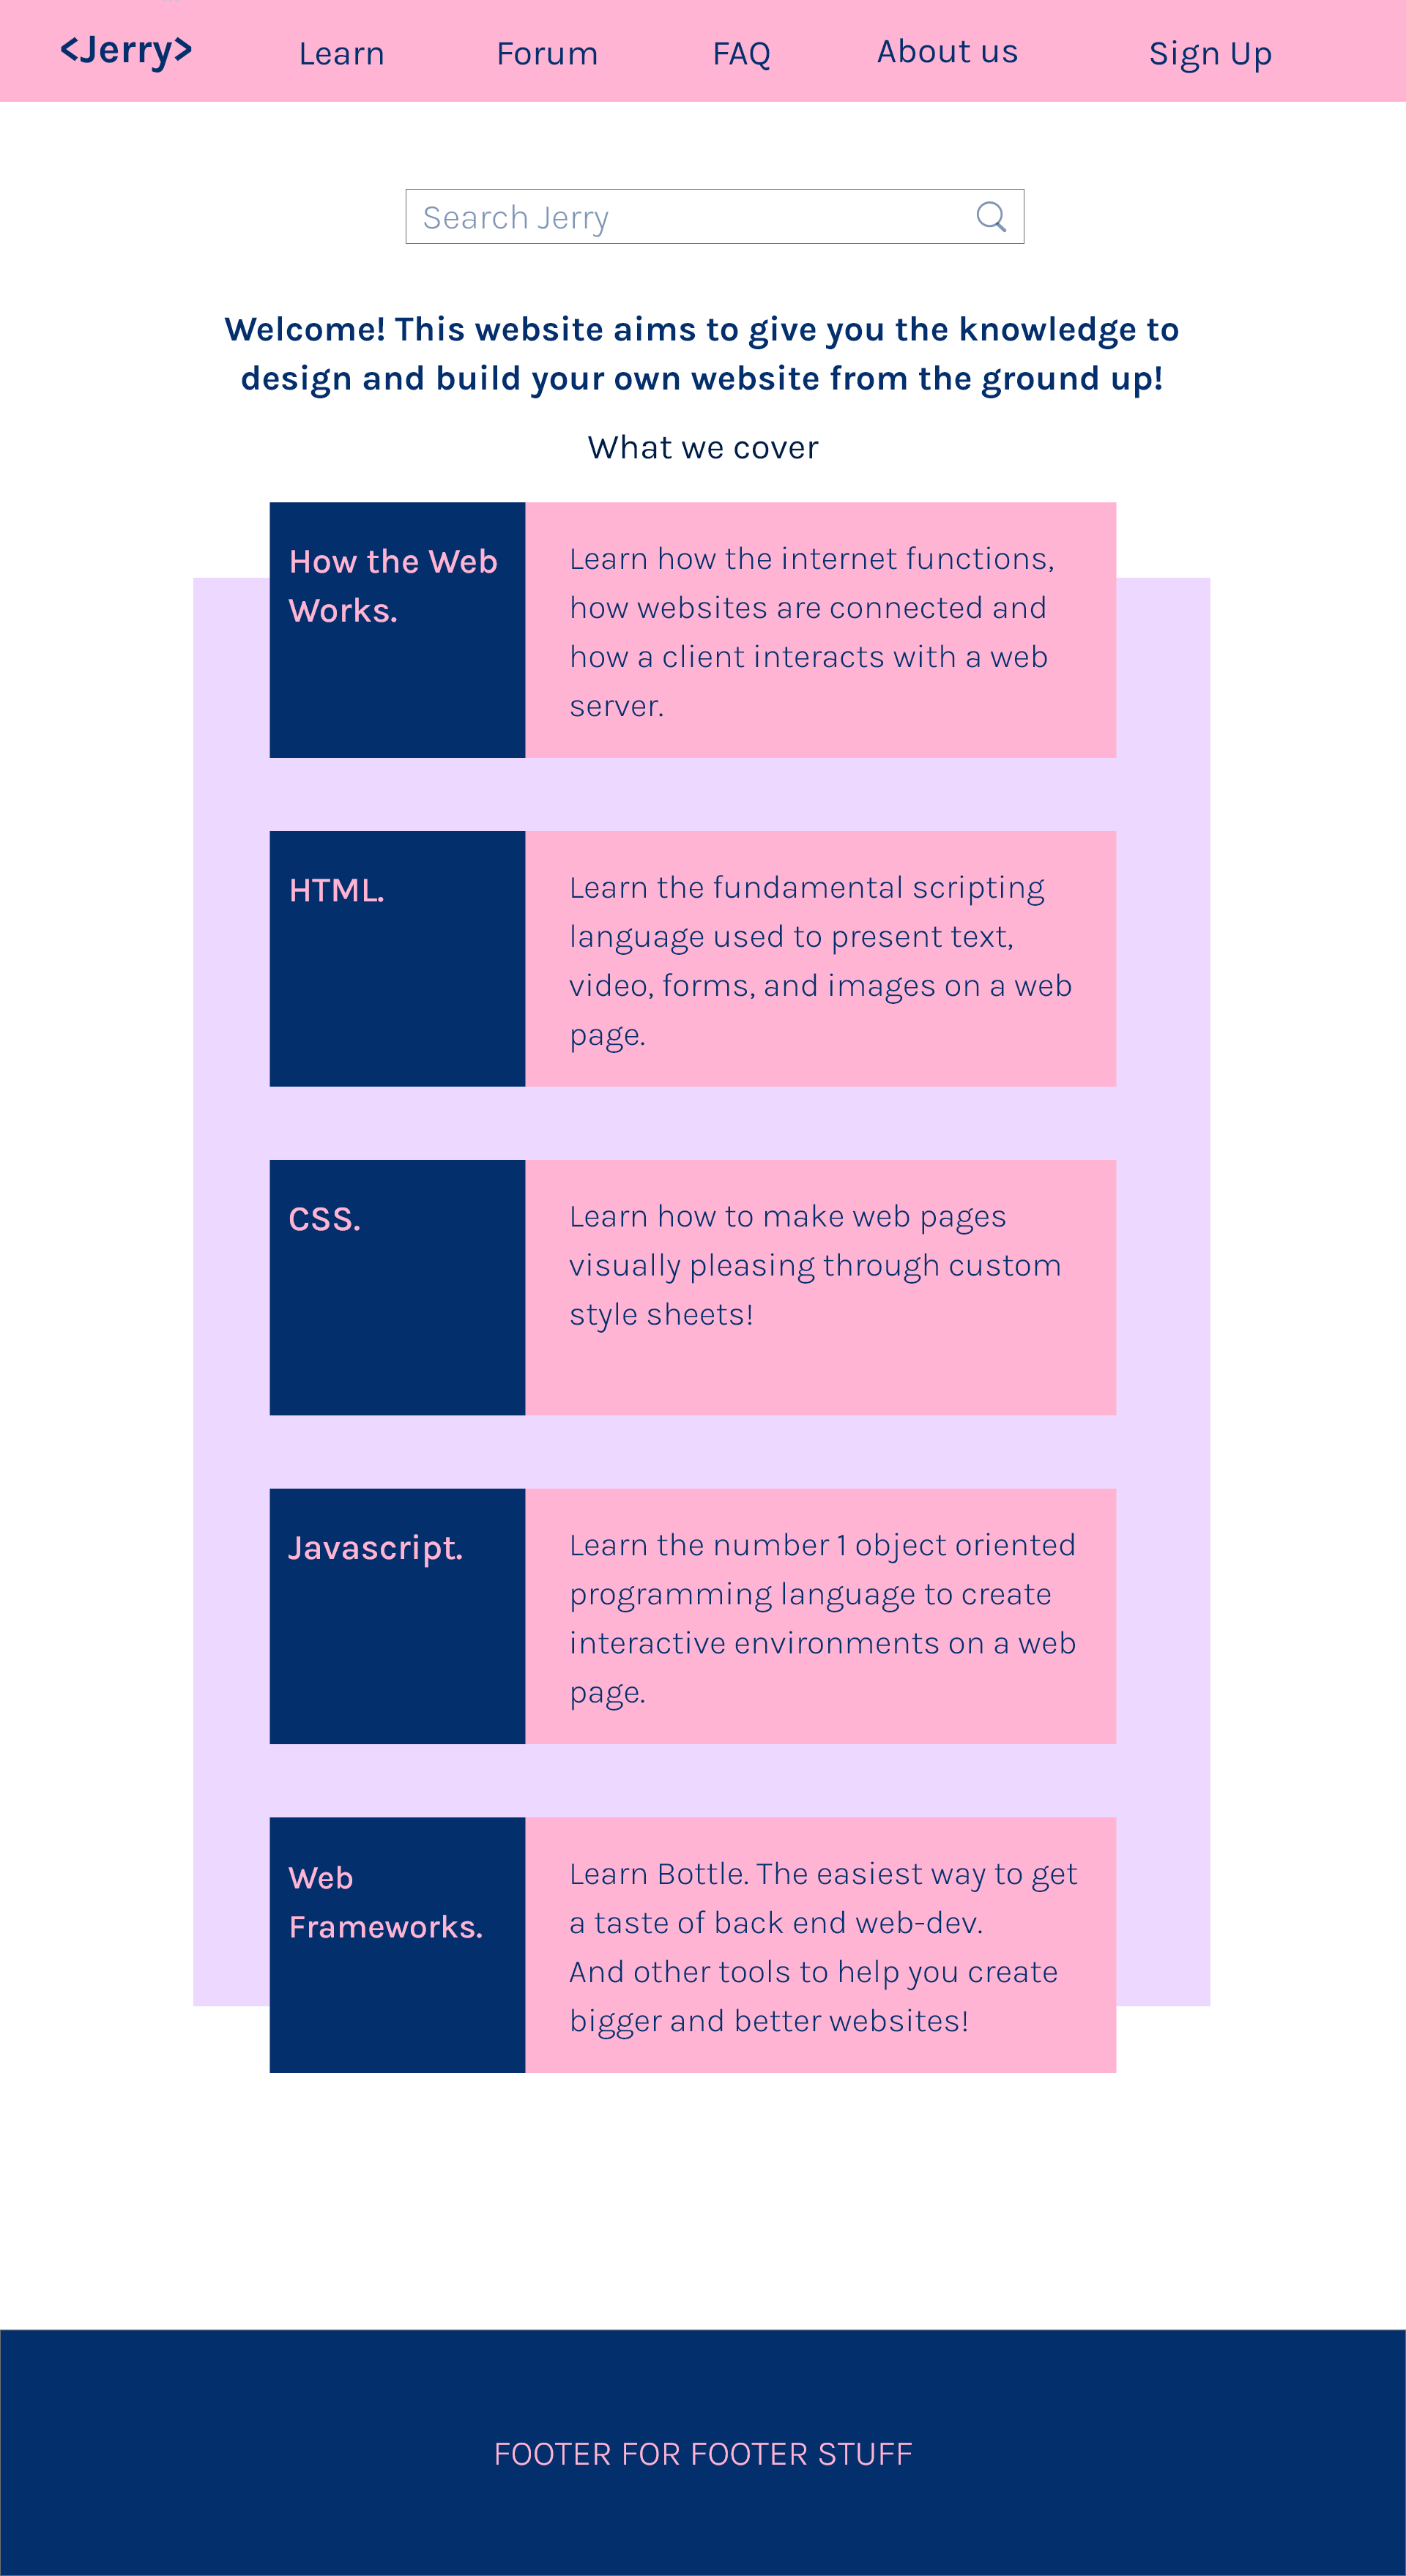 <Jerry> Learn Forum FAQ About us Sign Up
Search Jerry
Welcome! This website aims to give you the knowledge to
design and build your own website from the ground up!
What we cover
How the Web
Works.
Learn how the internet functions,
how websites are connected and
how a client interacts with a web
server.
HTML.
Learn the fundamental scripting
language used to present text,
video, forms, and images on a web
page.
CSS.
Learn how to make web pages
visually pleasing through custom
style sheets!
Javascript.
Learn the number 1 object oriented
programming language to create
interactive environments on a web
page.
Web
Frameworks.
Learn Bottle. The easiest way to get
a taste of back end web-dev.
And other tools to help you create
bigger and better websites!
FOOTER FOR FOOTER STUFF